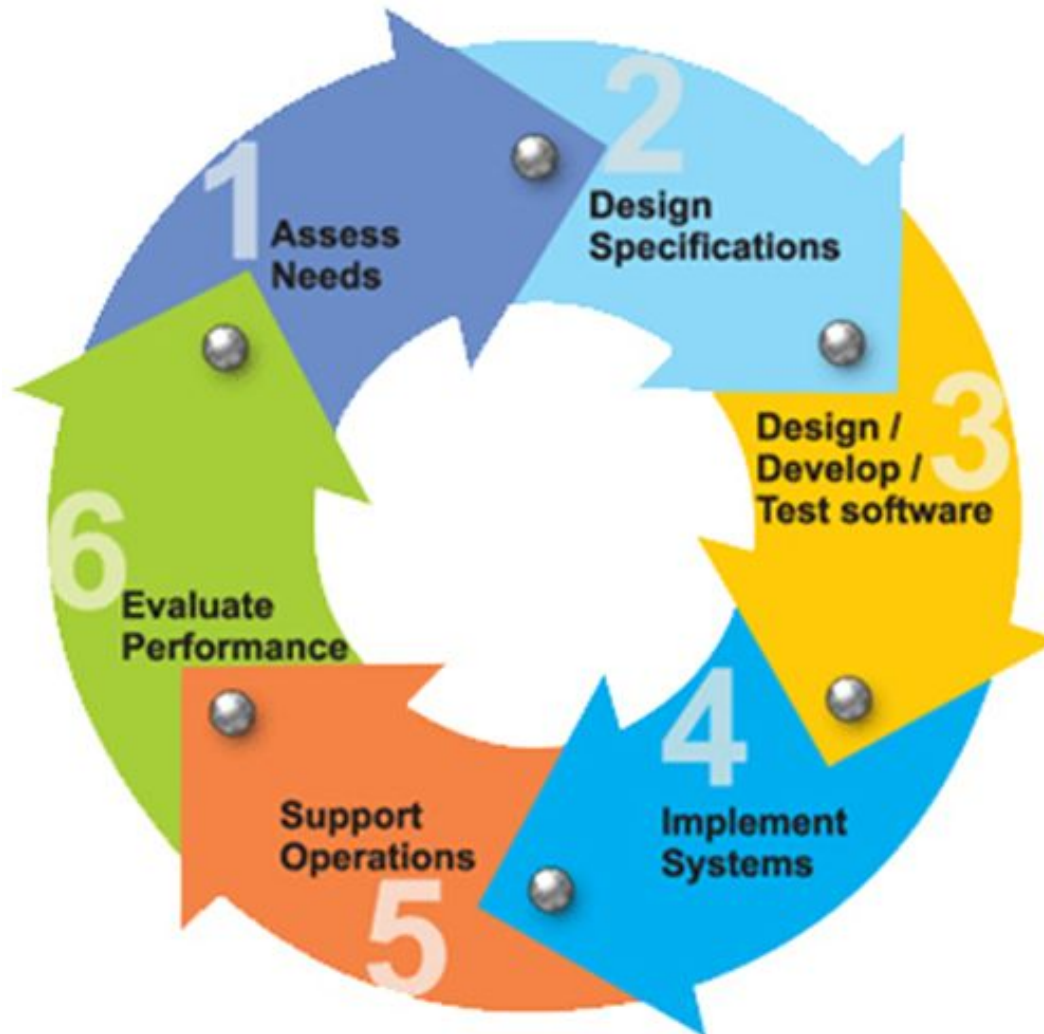 1
Assess
Needs
2
Design
Specifications
3
Design /
Develop /
Test software
4
Implement
Systems
5
Support
Operations
6
Evaluate
Performance